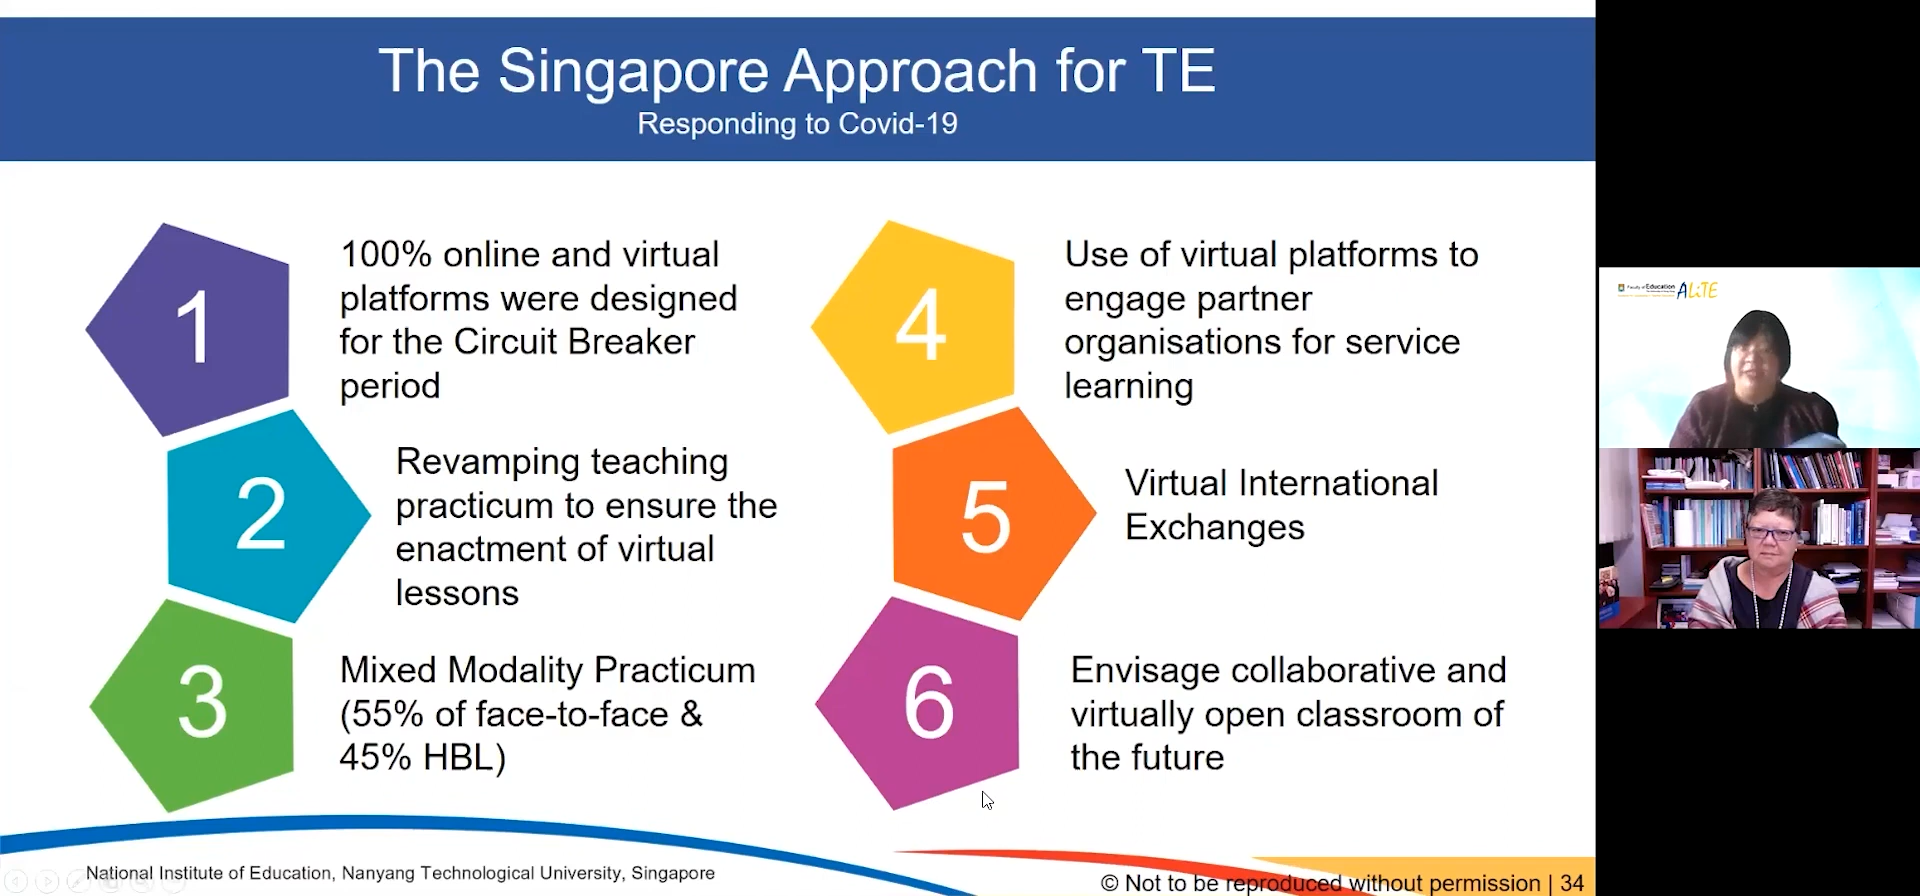 The Singapore Approach for TE
Responding to Covid-19
1
100% online and virtual
platforms were designed
for the Circuit Breaker
period
2
Revamping teaching
practicum to ensure the
enactment of virtual
lessons
3
Mixed Modality Practicum
(55% of face-to-face &
45% HBL)
4
Use of virtual platforms to
engage partner
organisations for service
learning
5
Virtual International
Exchanges
6
Envisage collaborative and
virtually open classroom of
the future
National Institute of Education, Nanyang Technological University, Singapore
© Not to be reproduced without permission | 34
Faculty of Education
ALiTE